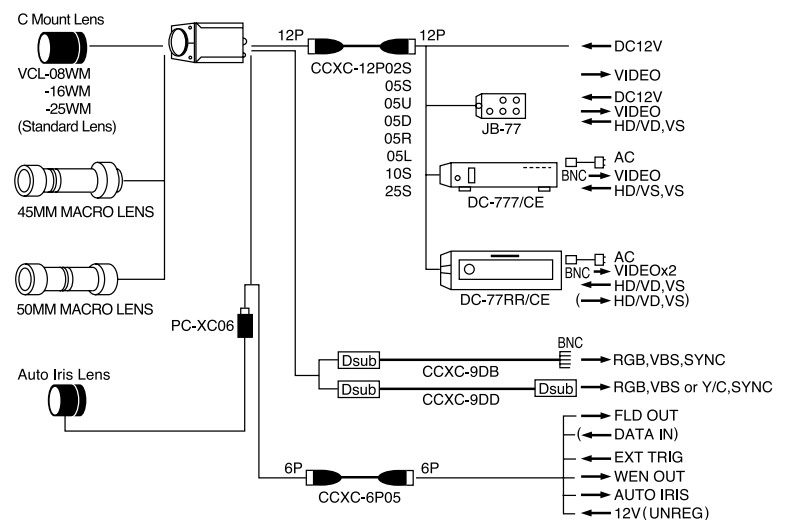 C Mount Lens
VCL-08WM
-16WM
-25WM
(Standard Lens)
45MM MACRO LENS
50MM MACRO LENS
PC-XC06
Auto Iris Lens
12P
12P
CCXC-12P02S
05S
05U
05D
05R
05L
10S
25S
DC12V
VIDEO
JB-77
DC12V
VIDEO
HD/VD,VS
DC-777/CE
AC
BNC
VIDEO
HD/VS,VS
DC-77RR/CE
AC
BNC
VIDEOx2
HD/VD,VS
( HD/VD,VS)
Dsub
CCXC-9DB
BNC
RGB,VBS,SYNC
Dsub
CCXC-9DD
Dsub
RGB,VBS or Y/C,SYNC
6P
6P
CCXC-6P05
FLD OUT
( DATA IN)
EXT TRIG
WEN OUT
AUTO IRIS
12V(UNREG)